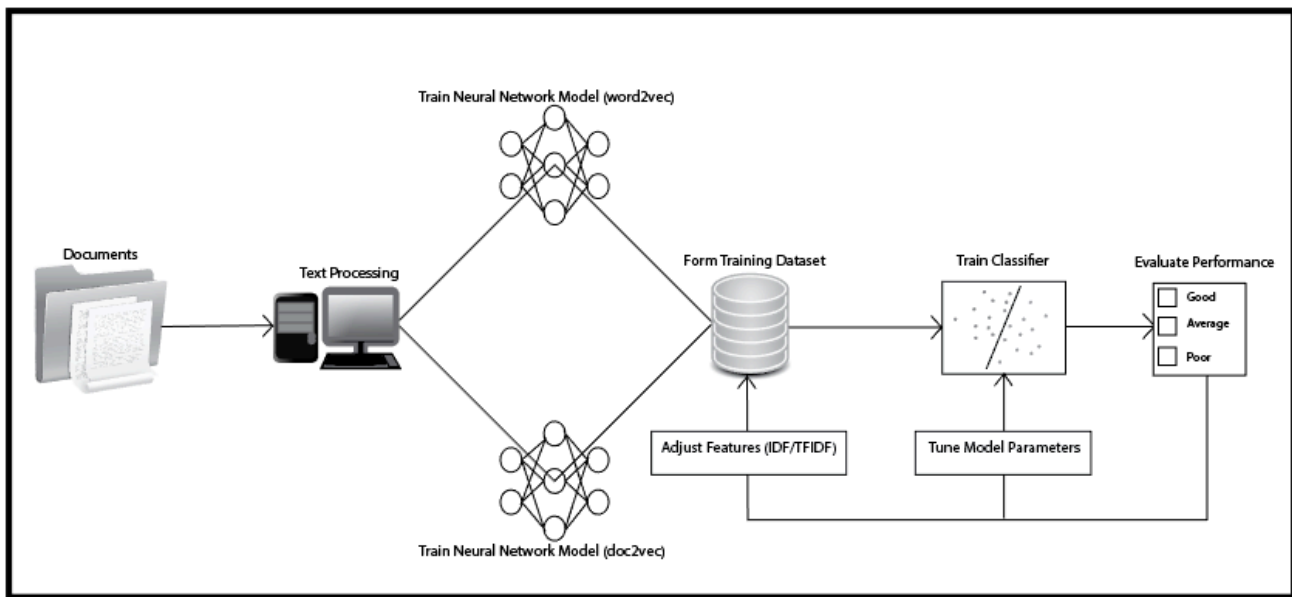 Train Neural Network Model (word2vec)
Documents
Text Processing
Form Training Dataset
Train Classifier
Evaluate Performance
Good
Average
Poor
Adjust Features (IDF/TFIDF)
Tune Model Parameters
Train Neural Network Model (doc2vec)